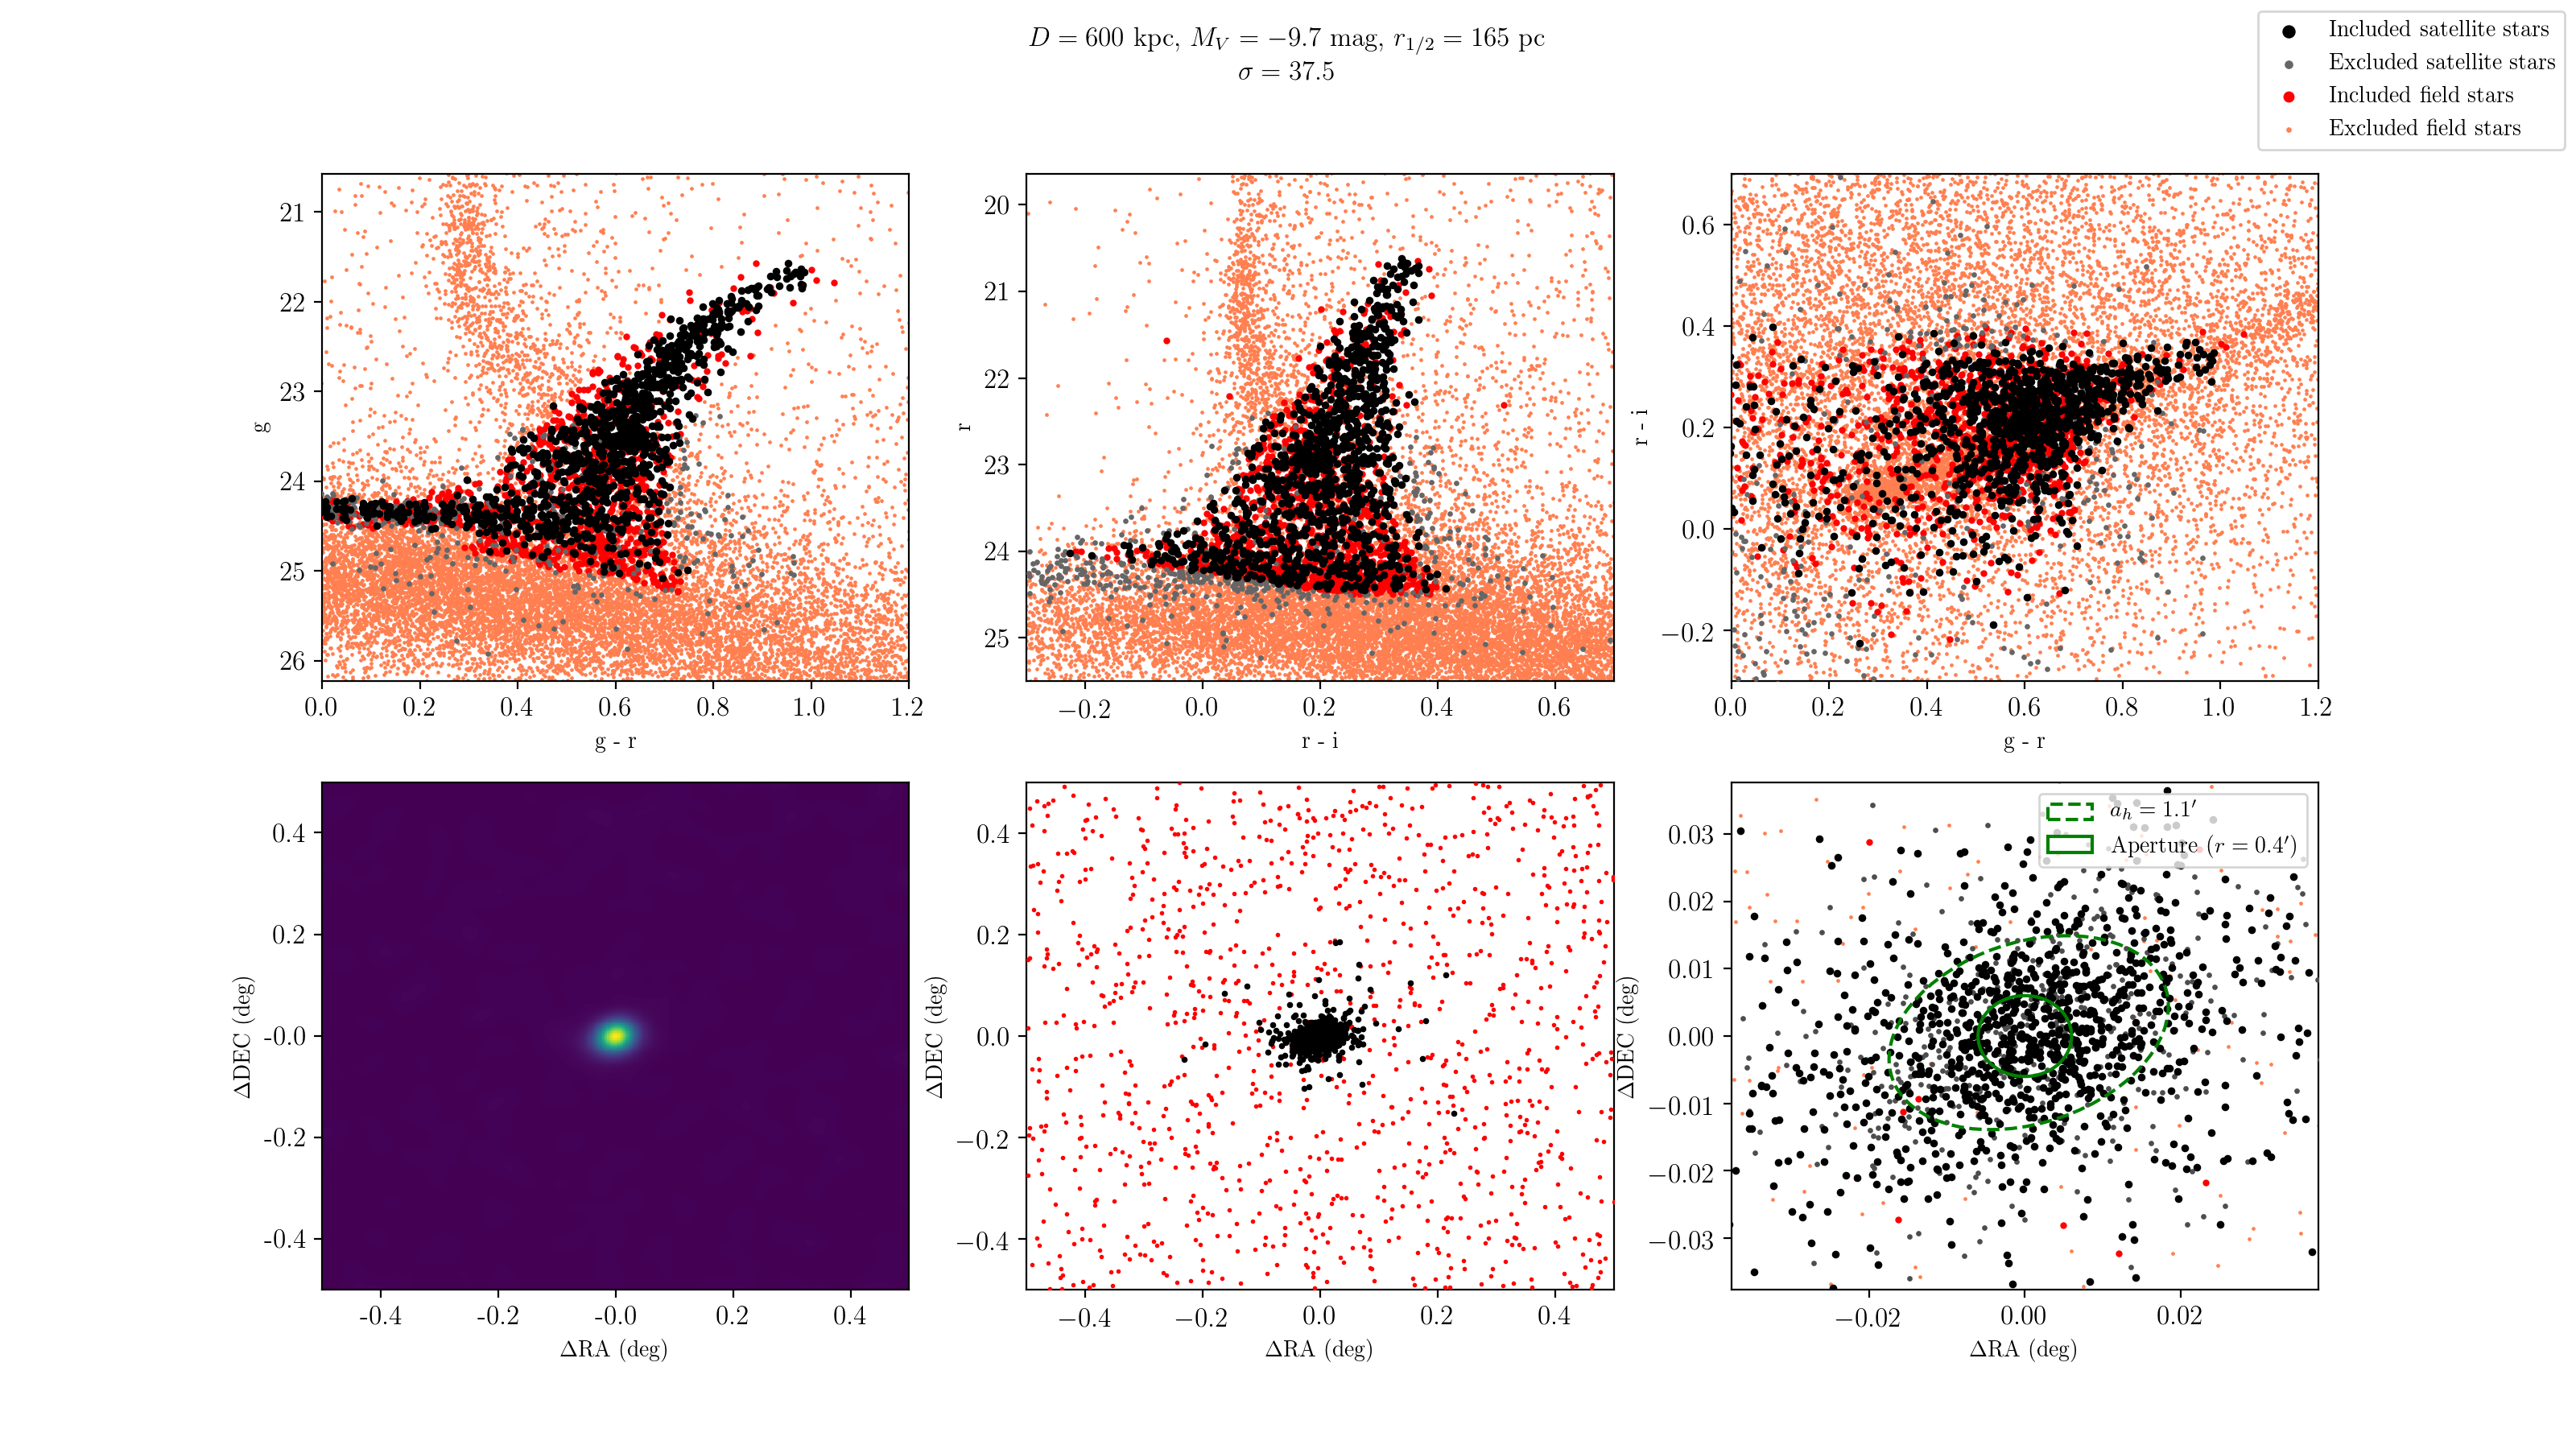 D = 600 kpc, M_V = −9.7 mag, r_{1/2} = 165 pc
σ = 37.5
Included satellite stars
Excluded satellite stars
Included field stars
Excluded field stars
21
22
23
24
25
26
g
0.0 0.2 0.4 0.6 0.8 1.0 1.2
g - r
20
21
22
23
24
25
r
−0.2 0.0 0.2 0.4 0.6
r - i
0.6
0.4
0.2
0.0
−0.2
r - i
0.0 0.2 0.4 0.6 0.8 1.0 1.2
g - r
0.4
0.2
-0.0
-0.2
-0.4
ΔDEC (deg)
-0.4 -0.2 -0.0 0.2 0.4
ΔRA (deg)
0.4
0.2
0.0
−0.2
−0.4
ΔDEC (deg)
−0.4 −0.2 0.0 0.2 0.4
ΔRA (deg)
a_h = 1.1′
Aperture (r = 0.4′)
0.03
0.02
0.01
0.00
−0.01
−0.02
−0.03
ΔDEC (deg)
−0.02 0.00 0.02
ΔRA (deg)